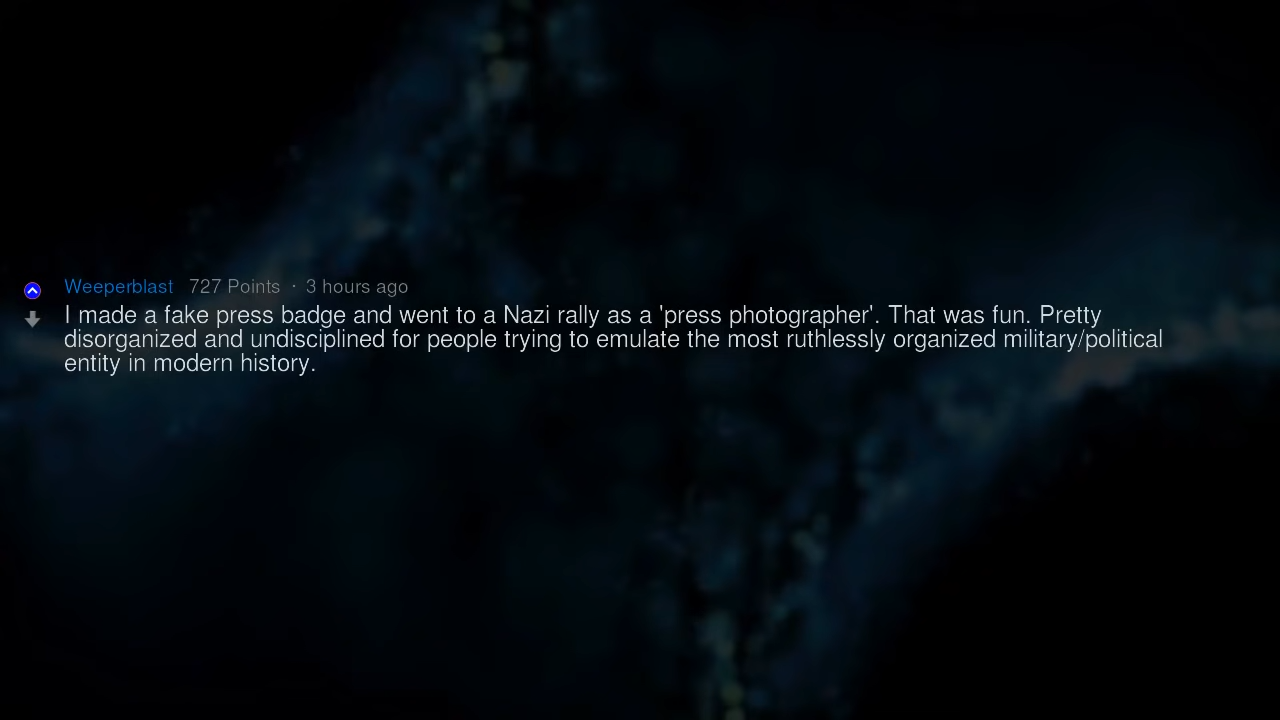 Weeperblast 727 Points · 3 hours ago
I made a fake press badge and went to a Nazi rally as a 'press photographer'. That was fun. Pretty
disorganized and undisciplined for people trying to emulate the most ruthlessly organized military/political
entity in modern history.